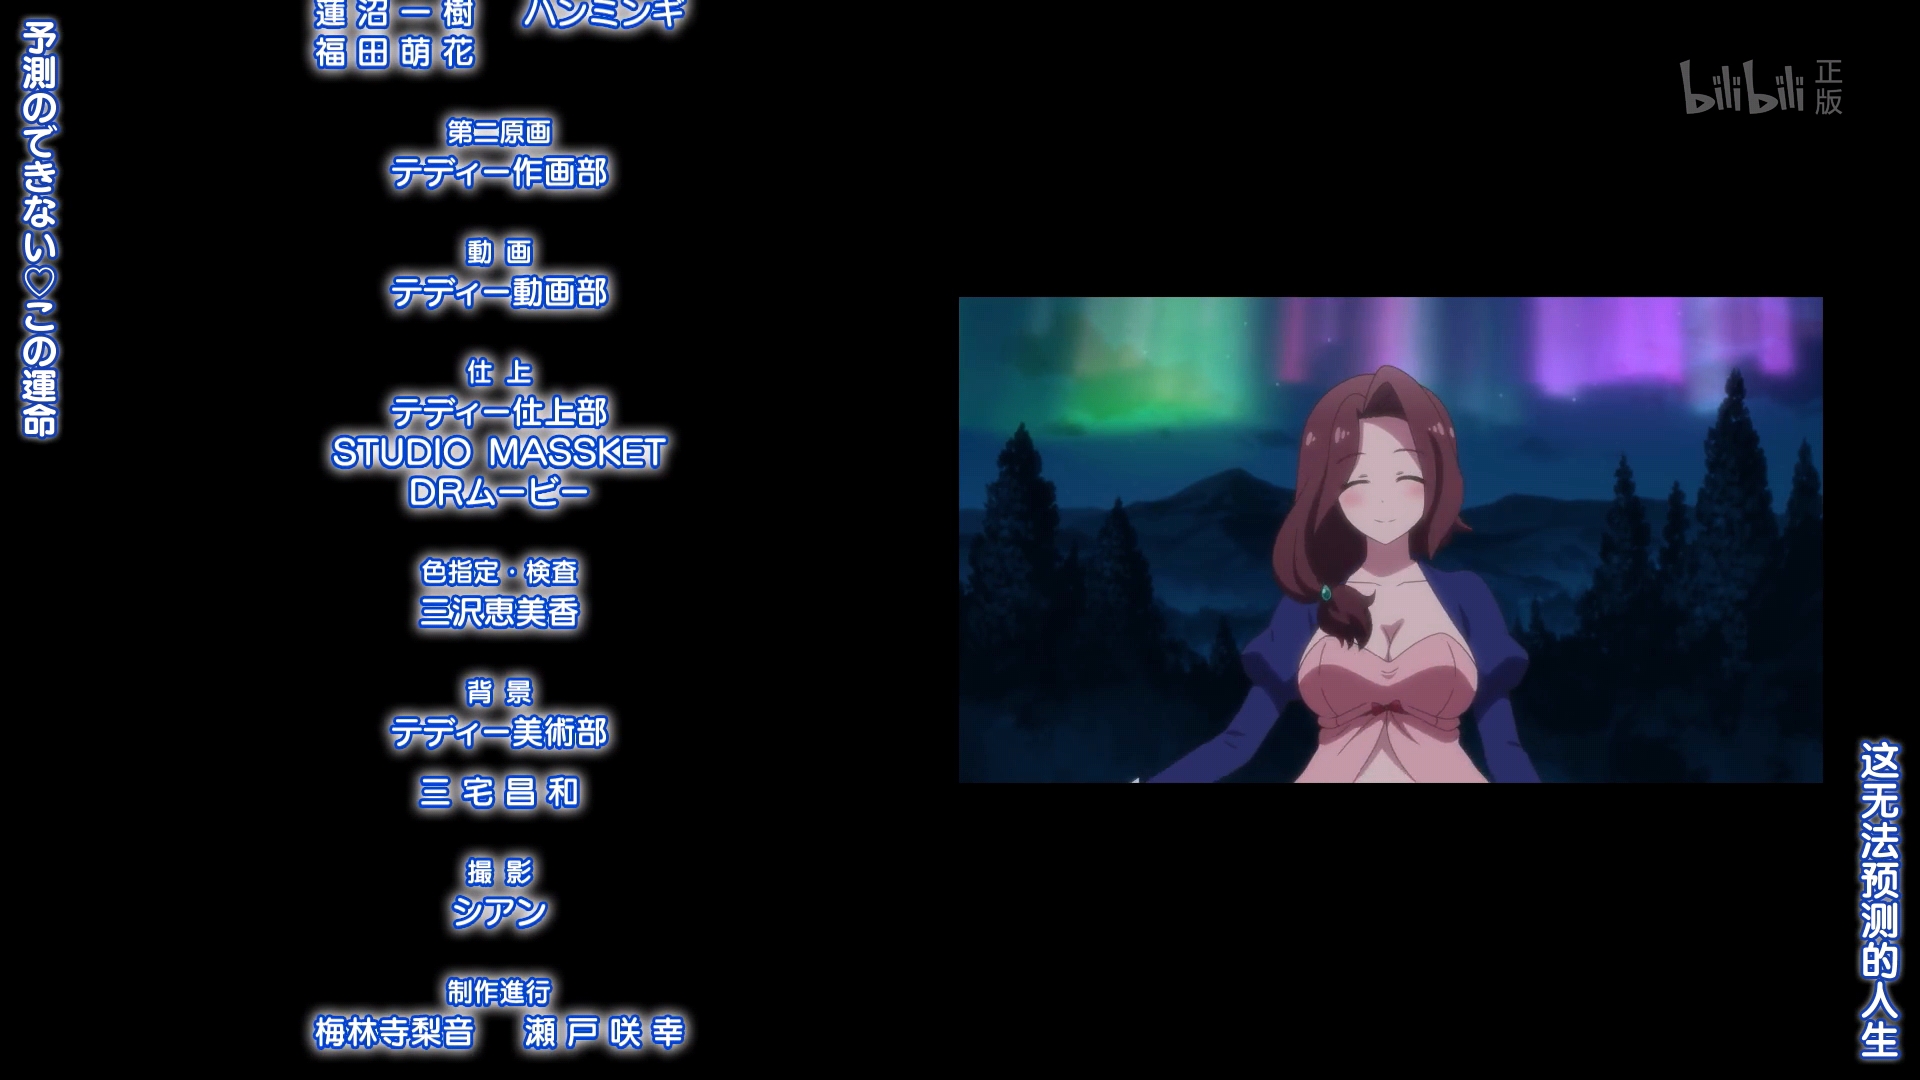 予測のできない♡この運命
蓮沼一樹 ハンミンギ
福田萌花
第二原画
テディー作画部
動画
テディー動画部
仕上
テディー仕上部
STUDIO MASSKET
DRムービー
色指定・検査
三沢恵美香
背景
テディー美術部
三宅昌和
撮影
シアン
制作進行
梅林寺梨音 瀬戸咲幸
bilibili 正版
这无法预测的人生